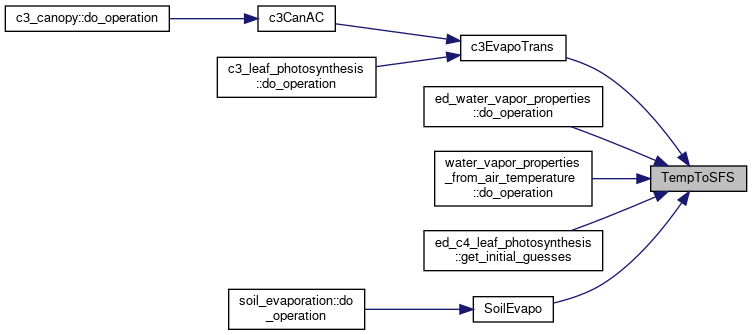 c3_canopy::do_operation
c3CanAC
c3_leaf_photosynthesis
::do_operation
c3EvapoTrans
ed_water_vapor_properties
::do_operation
water_vapor_properties
_from_air_temperature
::do_operation
TempToSFS
ed_c4_leaf_photosynthesis
::get_initial_guesses
soil_evaporation::do
_operation
SoilEvapo